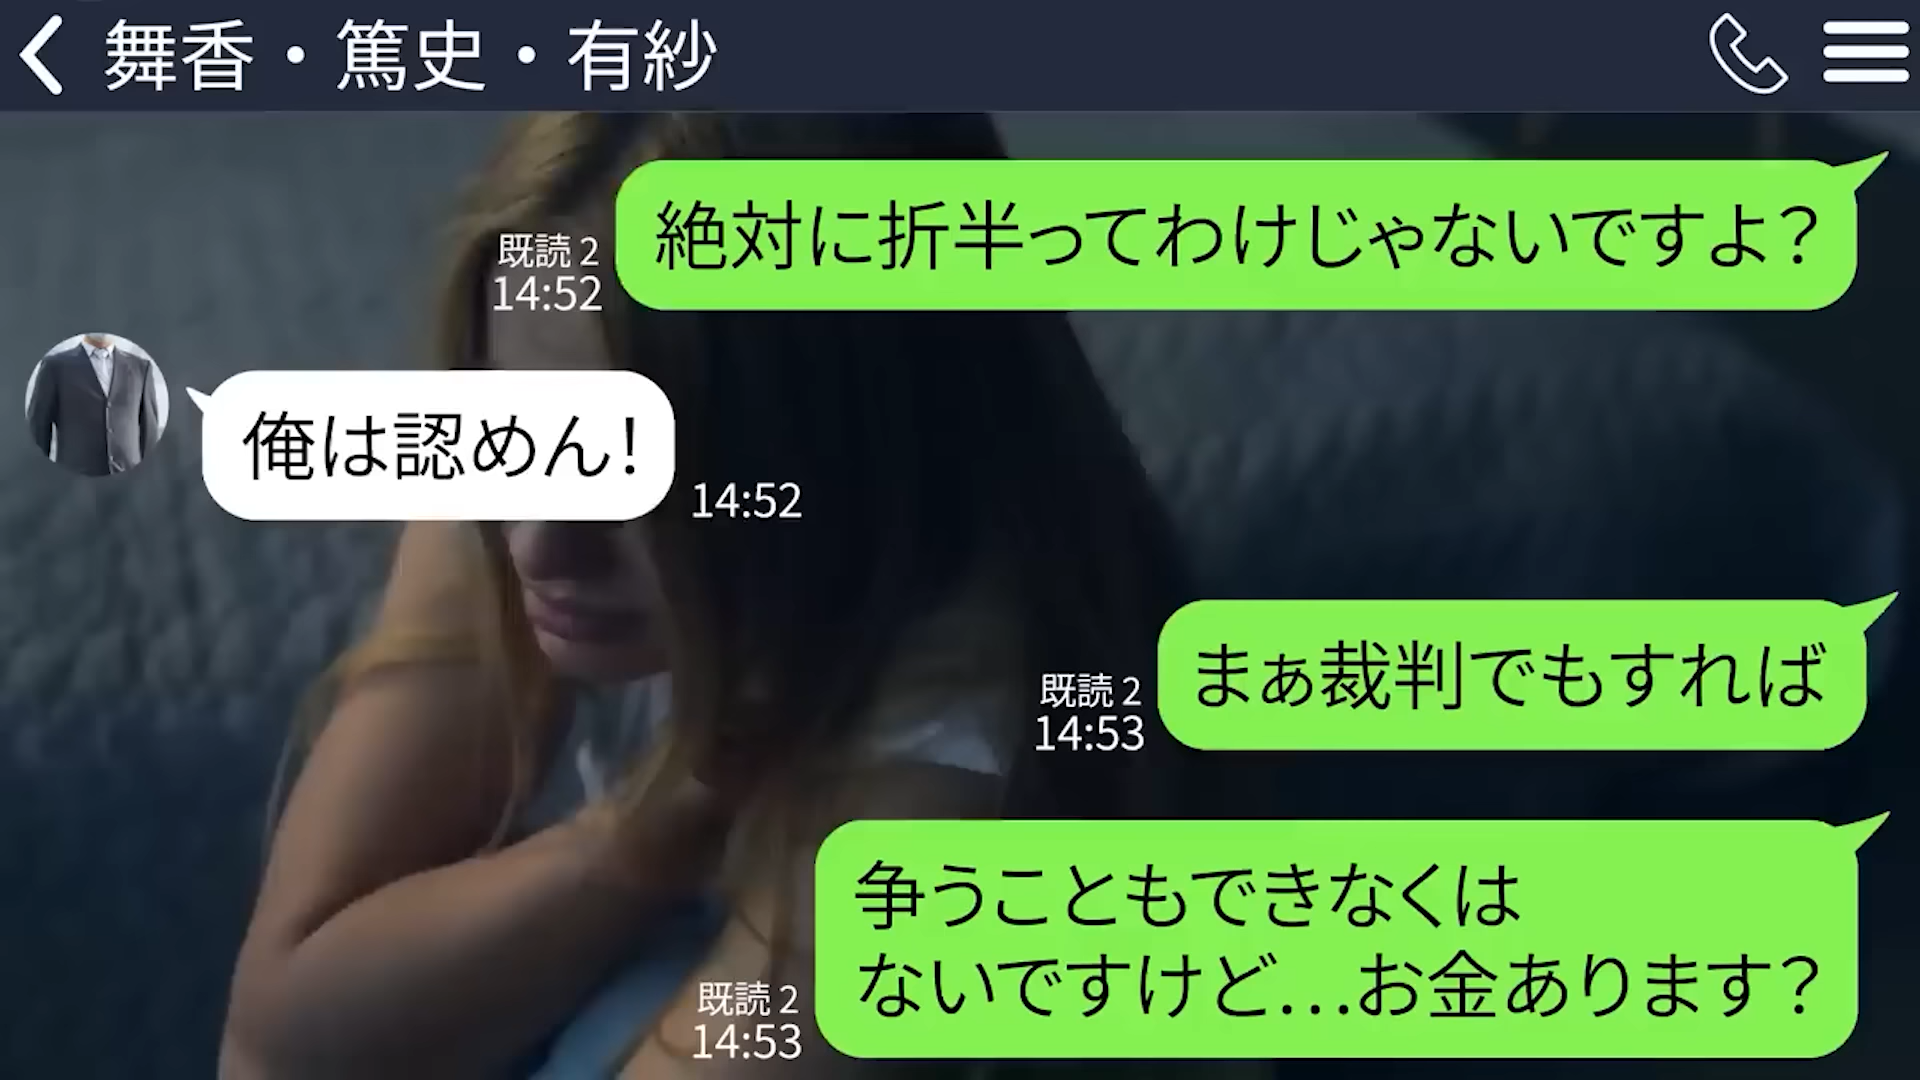 舞香・篤史・有紗
絶対に折半ってわけじゃないですよ？
既読 2
14:52
俺は認めん！
14:52
まぁ裁判でもすれば
既読 2
14:53
争うこともできなくは
ないですけど…お金あります？
既読 2
14:53